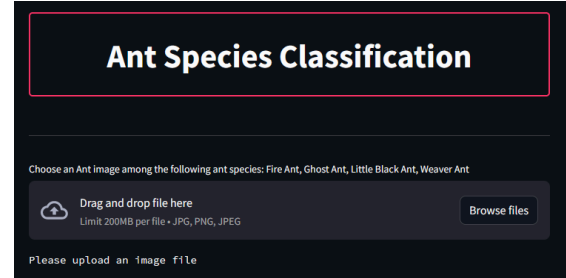 Ant Species Classification
Choose an Ant image among the following ant species: Fire Ant, Ghost Ant, Little Black Ant, Weaver Ant
Drag and drop file here
Limit 200MB per file • JPG, PNG, JPEG
Browse files
Please upload an image file